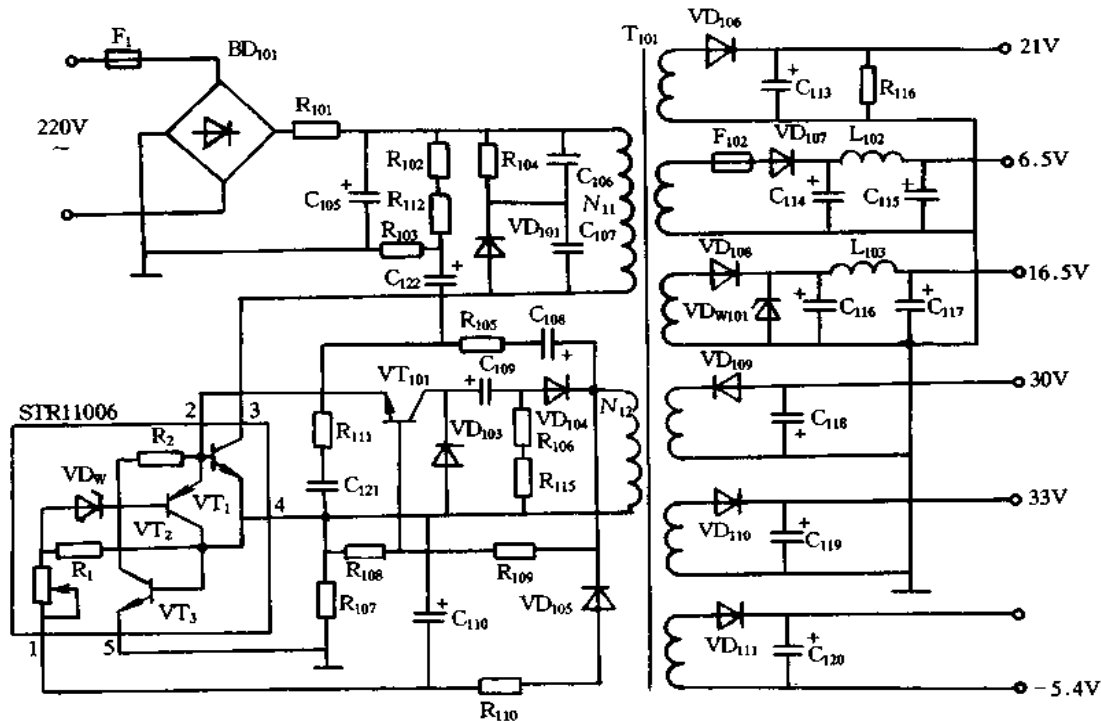 F₁
BD₁₀₁
220V
~
R₁₀₁
R₁₀₂
R₁₀₄
C₁₀₆
C₁₀₅
R₁₁₂
N₁₁
R₁₀₃
VD₁₀₁
C₁₀₇
C₁₂₂
R₁₀₅
C₁₀₈
C₁₀₉
VT₁₀₁
STR11006
2
3
R₁₁₁
VD₁₀₃
VD₁₀₄
N₁₂
R₁₀₆
R₂
VD_W
VT₁
C₁₂₁
R₁₁₅
VT₂
4
R₁
R₁₀₈
R₁₀₉
VT₃
R₁₀₇
C₁₁₀
VD₁₀₅
1
5
R₁₁₀
T₁₀₁
VD₁₀₆
21V
C₁₁₃
R₁₁₆
F₁₀₂
VD₁₀₇
L₁₀₂
6.5V
C₁₁₄
C₁₁₅
VD₁₀₈
L₁₀₃
16.5V
VD_W101
C₁₁₆
C₁₁₇
VD₁₀₉
30V
C₁₁₈
33V
VD₁₁₀
C₁₁₉
VD₁₁₁
C₁₂₀
-5.4V